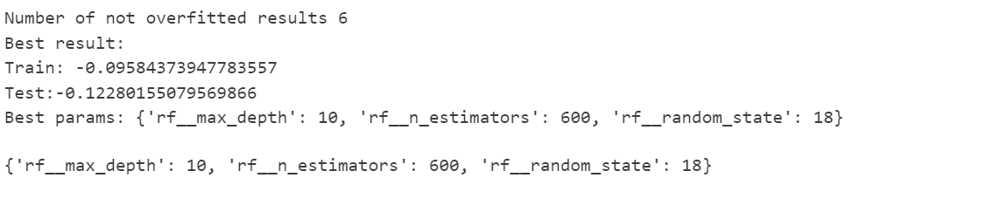 Number of not overfitted results 6
Best result:
Train: -0.09584373947783557
Test:-0.12280155079569866
Best params: {'rf__max_depth': 10, 'rf__n_estimators': 600, 'rf__random_state': 18}
{'rf__max_depth': 10, 'rf__n_estimators': 600, 'rf__random_state': 18}